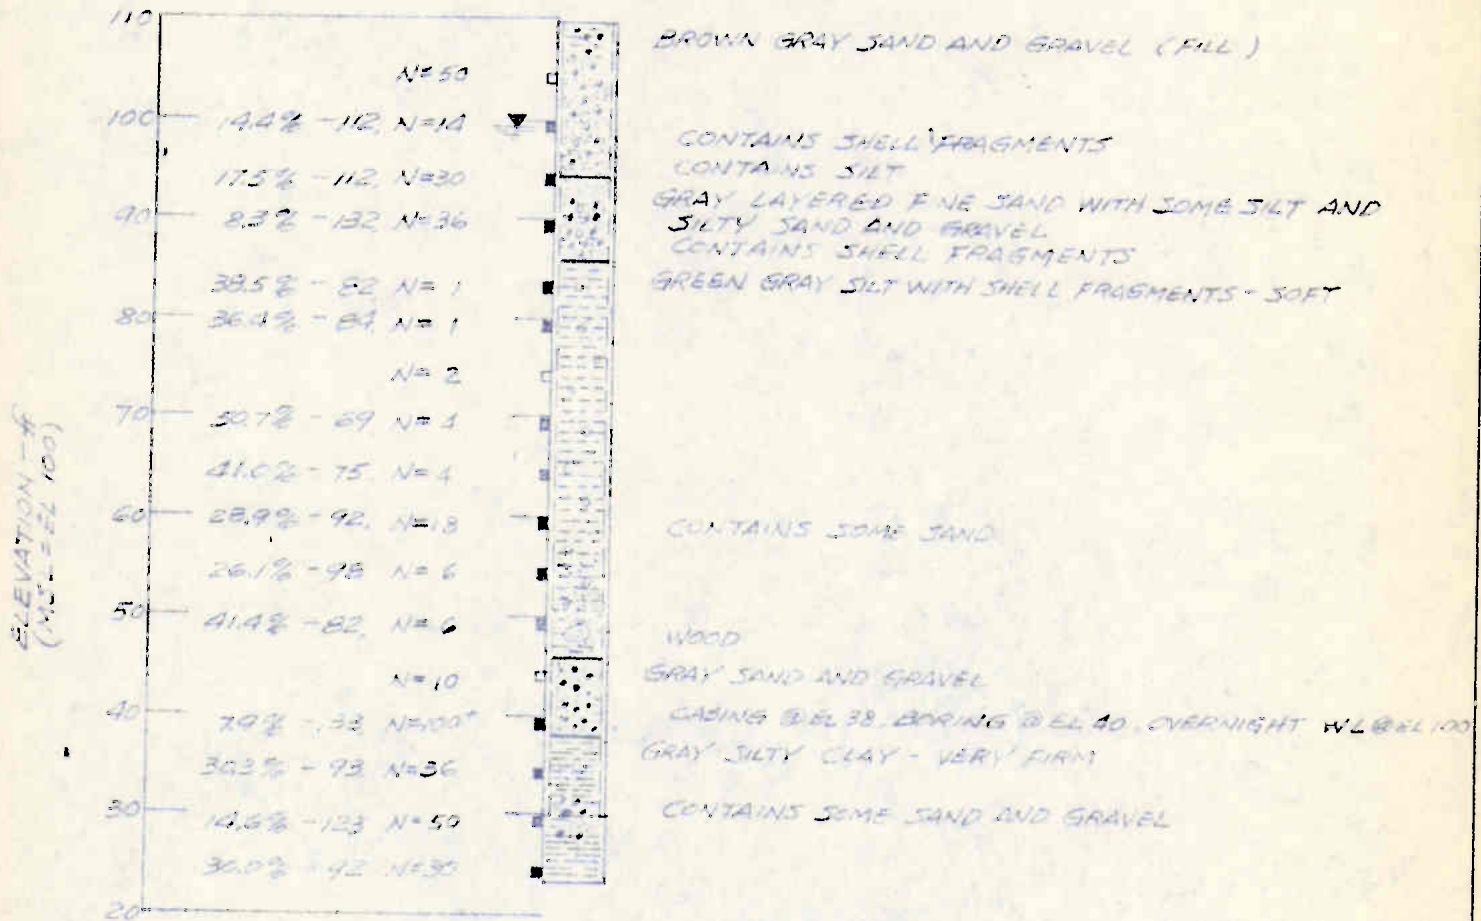 110
BROWN GRAY SAND AND GRAVEL (FILL)
N=50
100 14.4% - 112 N=14
CONTAINS SHELL FRAGMENTS
CONTAINS SILT
17.5% - 112 N=30
GRAY LAYERED FINE SAND WITH SOME SILT AND
90 8.3% - 132 N=36
SILTY SAND AND GRAVEL
CONTAINS SHELL FRAGMENTS
38.5% - 82 N=1
GREEN GRAY SILT WITH SHELL FRAGMENTS - SOFT
80 36.4% - 84 N=1
N=2
70 50.7% - 69 N=4
41.0% - 75 N=4
60 28.9% - 92 N=18
CONTAINS SOME SAND
26.1% - 98 N=6
50 41.4% - 82 N=6
WOOD
N=10
GRAY SAND AND GRAVEL
40 7.9% - N=100+
CASING @ EL 38. BORING @ EL 40. OVERNIGHT WL @ EL 100
30.3% - 93 N=36
GRAY SILTY CLAY - VERY FIRM
30 14.6% - 123 N=50
CONTAINS SOME SAND AND GRAVEL
30.0% - 92 N=30
20
ELEVATION - ft
(MSL = EL 100)